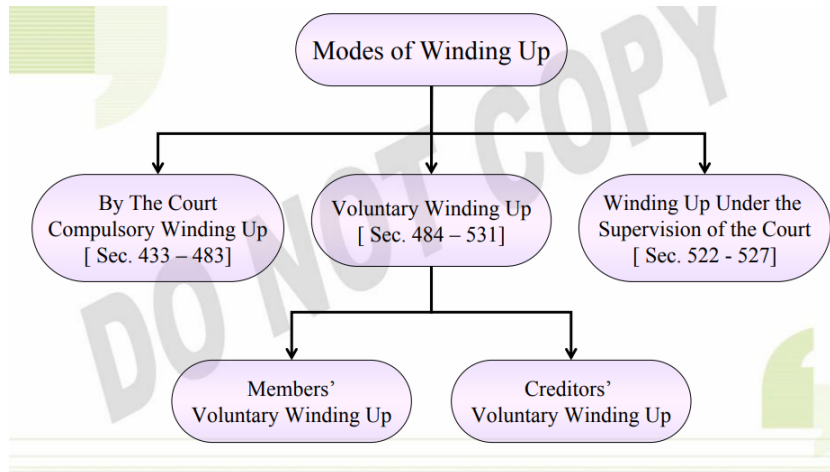 Modes of Winding Up
By The Court
Compulsory Winding Up
[ Sec. 433 – 483]
Voluntary Winding Up
[ Sec. 484 – 531]
Winding Up Under the
Supervision of the Court
[ Sec. 522 - 527]
Members’
Voluntary Winding Up
Creditors’
Voluntary Winding Up
DO NOT COPY